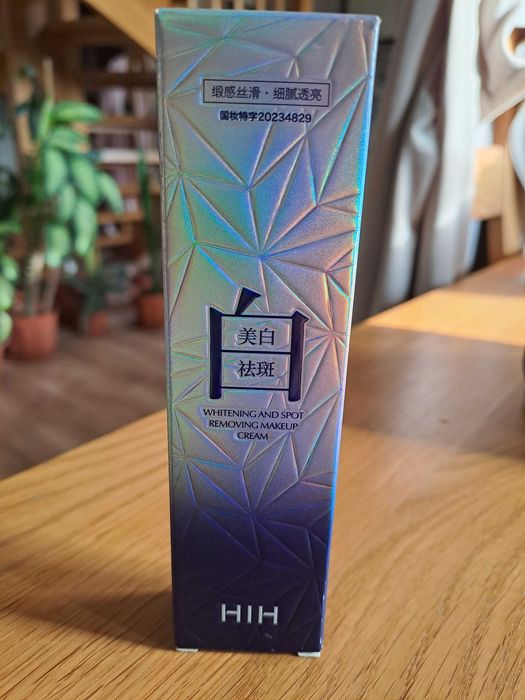 缎感丝滑·细腻透亮
国妆特字20234829
白
美白
祛斑
WHITENING AND SPOT
REMOVING MAKEUP
CREAM
HIH